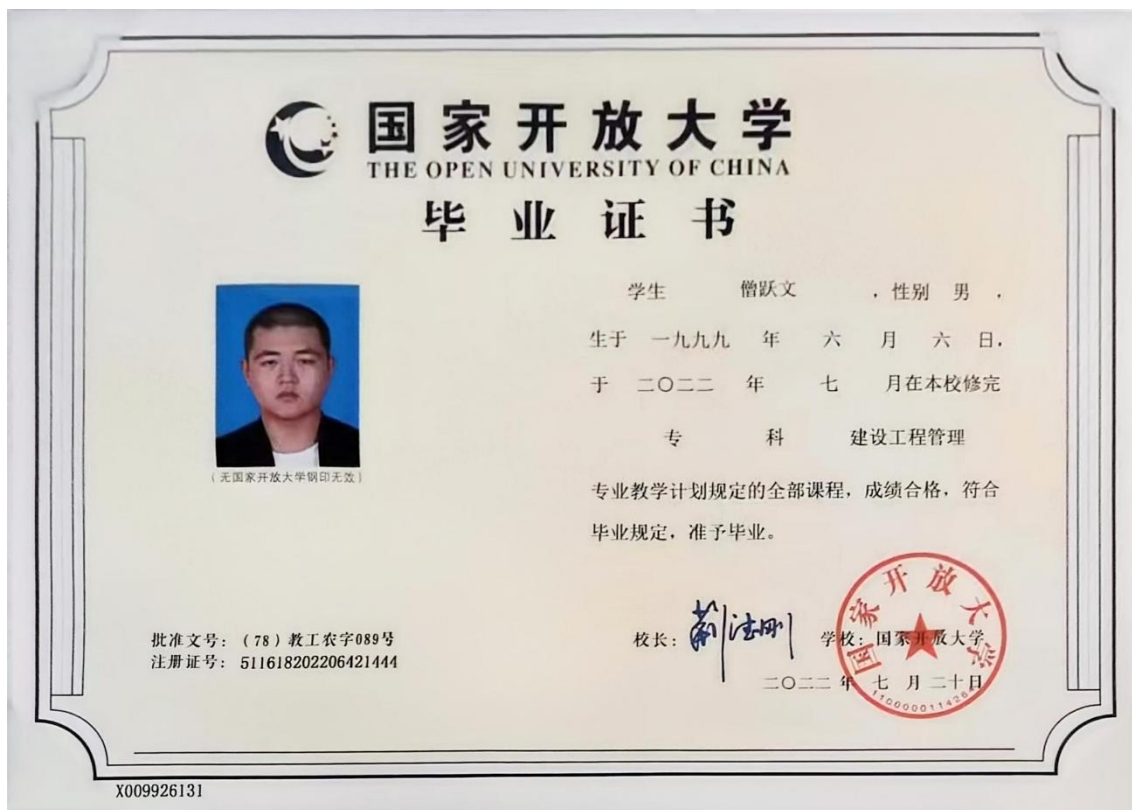 国家开放大学
THE OPEN UNIVERSITY OF CHINA
毕业证书
学生 僧跃文 ，性别 男 ，
生于 一九九九 年 六 月 六 日，
于 二〇二二 年 七 月在本校修完
专 科 建设工程管理
专业教学计划规定的全部课程，成绩合格，符合
毕业规定，准予毕业。
（无国家开放大学钢印无效）
批准文号：（78）教工农字089号
注册证号：511618202206421444
校长：荆德刚 学校：国家开放大学
二〇二二 年 七 月 二十日
国家开放大学
X009926131